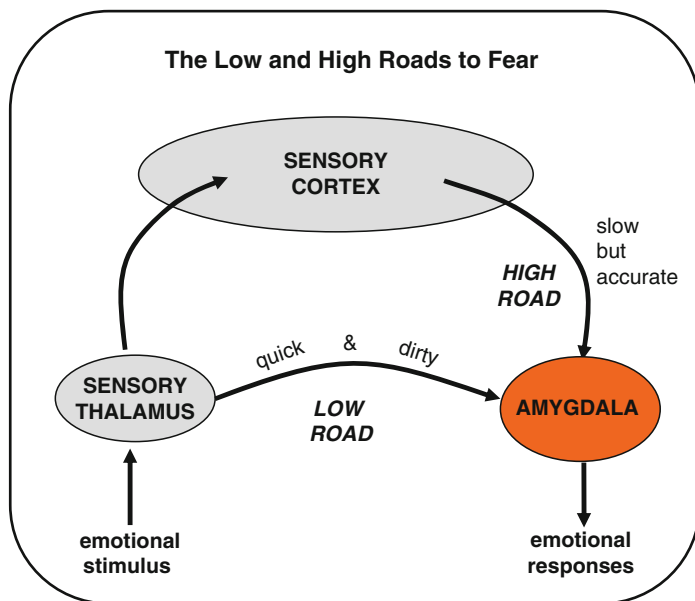 The Low and High Roads to Fear
SENSORY
CORTEX
slow
but
accurate
HIGH
ROAD
quick & dirty
SENSORY
THALAMUS
LOW
ROAD
AMYGDALA
emotional
stimulus
emotional
responses